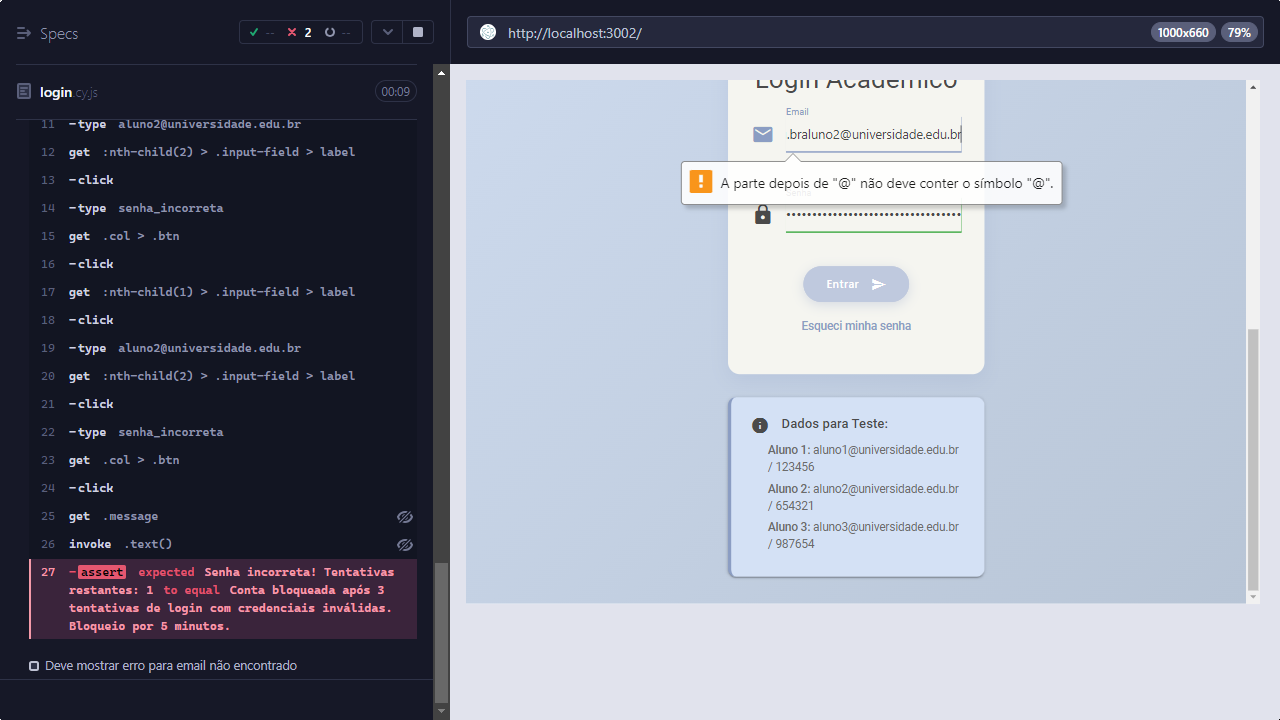 Specs
-- 2 --
http://localhost:3002/
1000x660
79%
login.cy.js
00:09
11 -type aluno2@universidade.edu.br
12 get :nth-child(2) > .input-field > label
13 -click
14 -type senha_incorreta
15 get .col > .btn
16 -click
17 get :nth-child(1) > .input-field > label
18 -click
19 -type aluno2@universidade.edu.br
20 get :nth-child(2) > .input-field > label
21 -click
22 -type senha_incorreta
23 get .col > .btn
24 -click
25 get .message
26 invoke .text()
27 -assert expected Senha incorreta! Tentativas
restantes: 1 to equal Conta bloqueada após 3
tentativas de login com credenciais inválidas.
Bloqueio por 5 minutos.
Deve mostrar erro para email não encontrado
Login Acadêmico
Email
.braluno2@universidade.edu.br
A parte depois de "@" não deve conter o símbolo "@".
Entrar
Esqueci minha senha
Dados para Teste:
Aluno 1: aluno1@universidade.edu.br
/ 123456
Aluno 2: aluno2@universidade.edu.br
/ 654321
Aluno 3: aluno3@universidade.edu.br
/ 987654